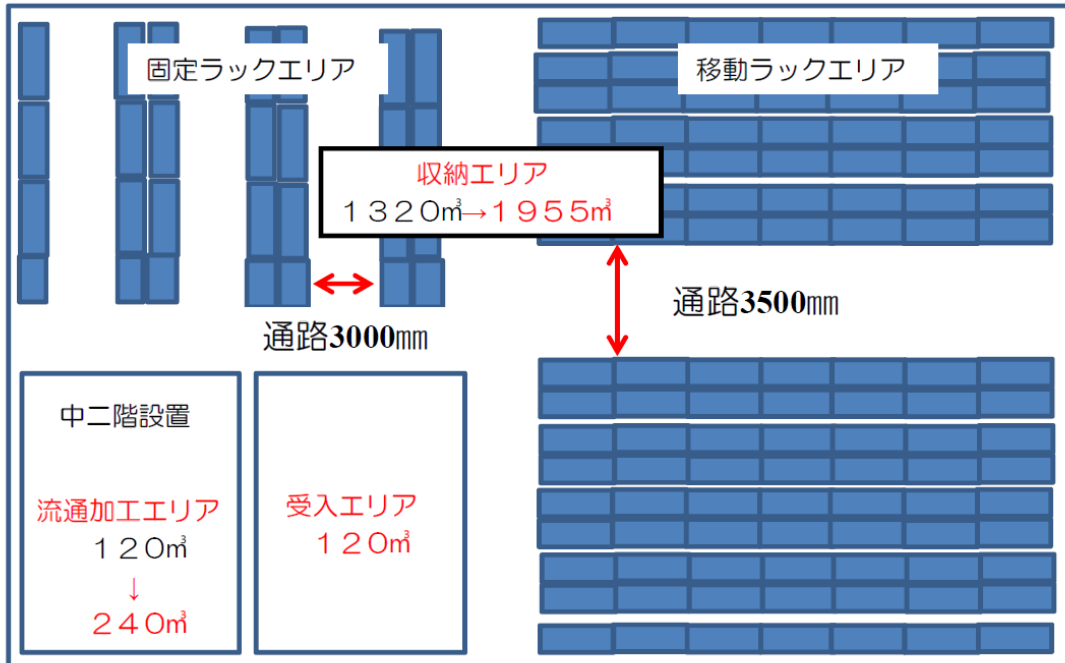 固定ラックエリア
移動ラックエリア
収納エリア
１３２０㎥→１９５５㎥
通路3000㎜
通路3500㎜
中二階設置
流通加工エリア
１２０㎥
↓
２４０㎥
受入エリア
１２０㎥